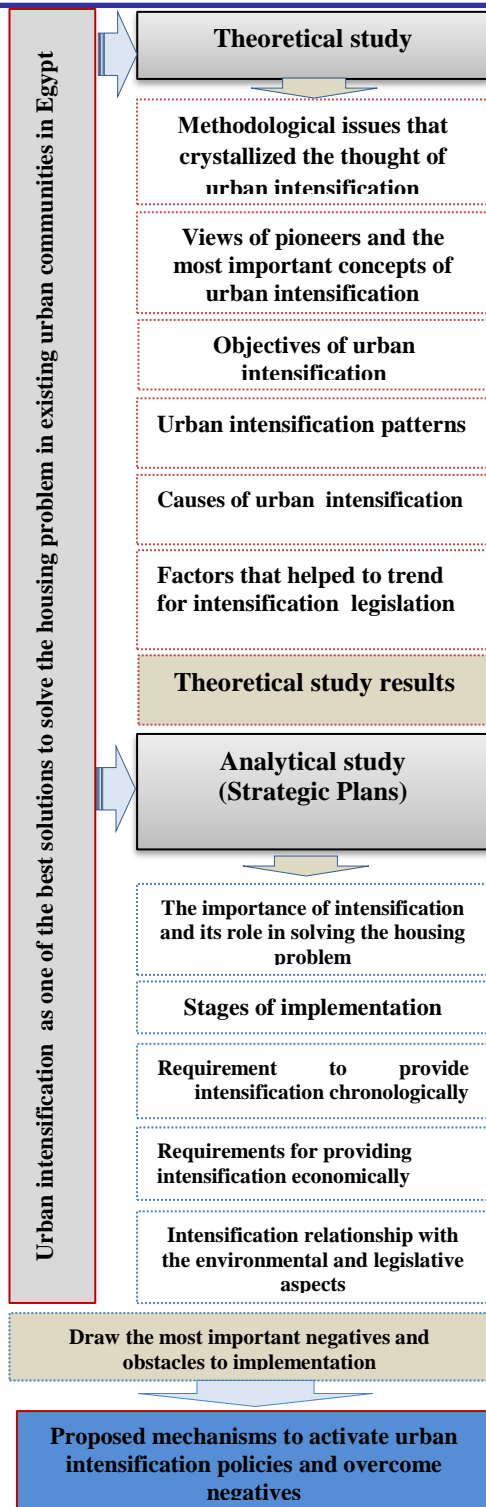 Urban intensification as one of the best solutions to solve the housing problem in existing urban communities in Egypt
Theoretical study
Methodological issues that
crystallized the thought of
urban intensification
Views of pioneers and the
most important concepts of
urban intensification
Objectives of urban
intensification
Urban intensification patterns
Causes of urban intensification
Factors that helped to trend
for intensification legislation
Theoretical study results
Analytical study
(Strategic Plans)
The importance of intensification
and its role in solving the housing
problem
Stages of implementation
Requirement to provide
intensification chronologically
Requirements for providing
intensification economically
Intensification relationship with
the environmental and legislative
aspects
Draw the most important negatives and
obstacles to implementation
Proposed mechanisms to activate urban
intensification policies and overcome
negatives